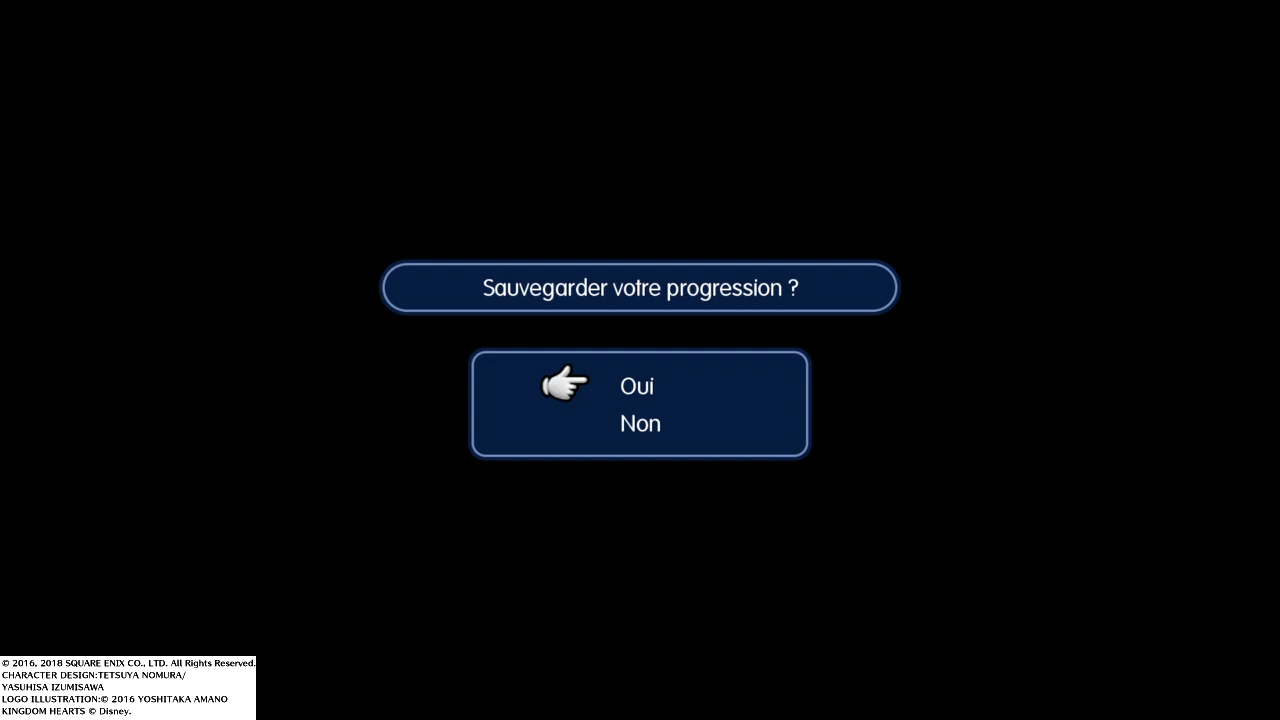 Sauvegarder votre progression ?
Oui
Non
© 2016, 2018 SQUARE ENIX CO., LTD. All Rights Reserved.
CHARACTER DESIGN:TETSUYA NOMURA/
YASUHISA IZUMISAWA
LOGO ILLUSTRATION:© 2016 YOSHITAKA AMANO
KINGDOM HEARTS © Disney.